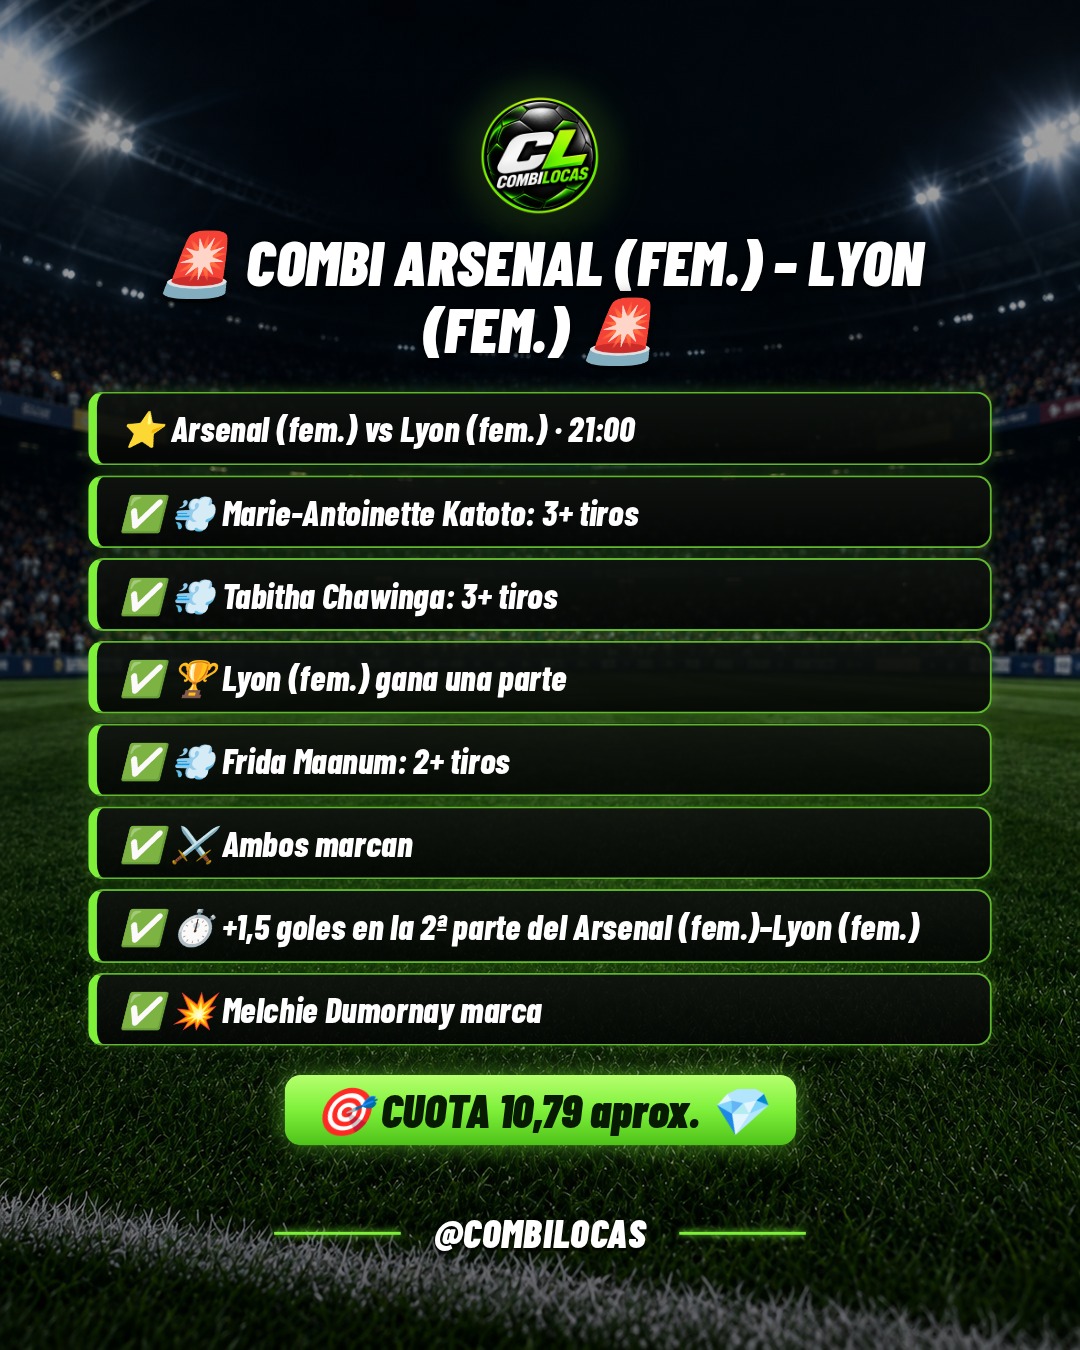 CL
COMBILOCAS
🚨 COMBI ARSENAL (FEM.) - LYON
(FEM.) 🚨
⭐ Arsenal (fem.) vs Lyon (fem.) · 21:00
✅ 💨 Marie-Antoinette Katoto: 3+ tiros
✅ 💨 Tabitha Chawinga: 3+ tiros
✅ 🏆 Lyon (fem.) gana una parte
✅ 💨 Frida Maanum: 2+ tiros
✅ ⚔️ Ambos marcan
✅ ⏱️ +1,5 goles en la 2ª parte del Arsenal (fem.)-Lyon (fem.)
✅ 💥 Melchie Dumornay marca
🎯 CUOTA 10,79 aprox. 💎
@COMBILOCAS